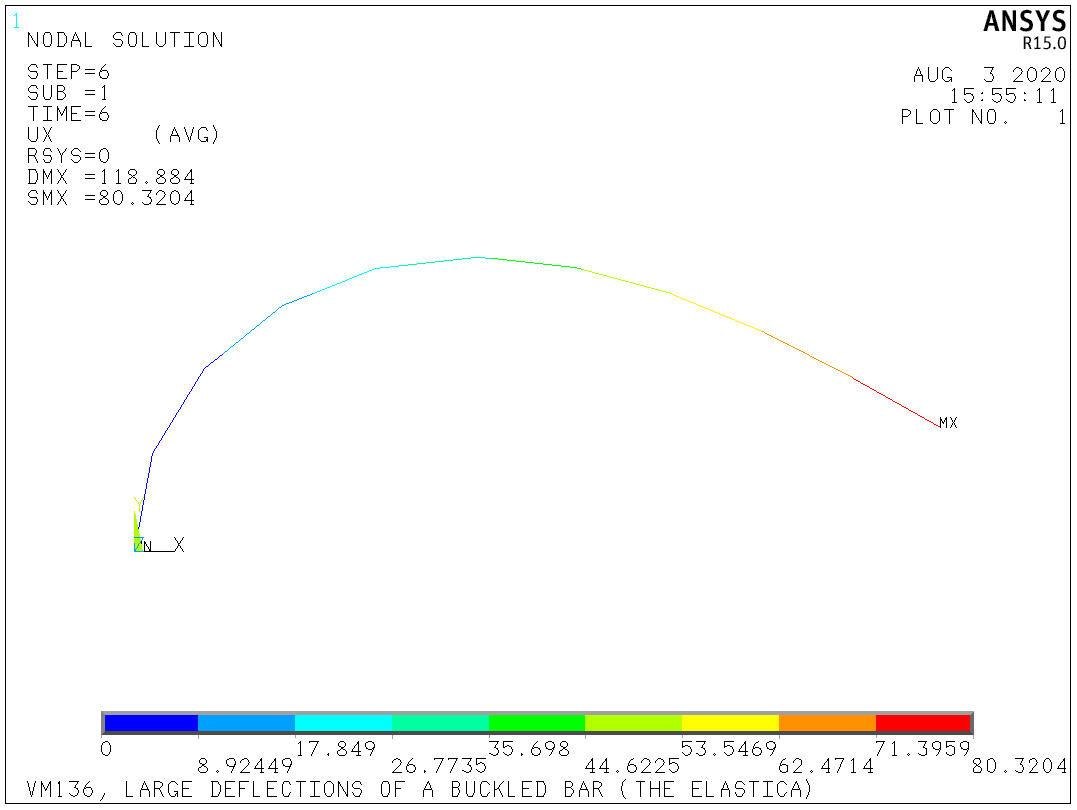 1
ANSYS
R15.0
NODAL SOLUTION
STEP=6
SUB =1
TIME=6
UX (AVG)
RSYS=0
DMX =118.884
SMX =80.3204
AUG 3 2020
15:55:11
PLOT NO. 1
MX
Y
MN
X
0 17.849 35.698 53.5469 71.3959
8.92449 26.7735 44.6225 62.4714 80.3204
VM136, LARGE DEFLECTIONS OF A BUCKLED BAR (THE ELASTICA)